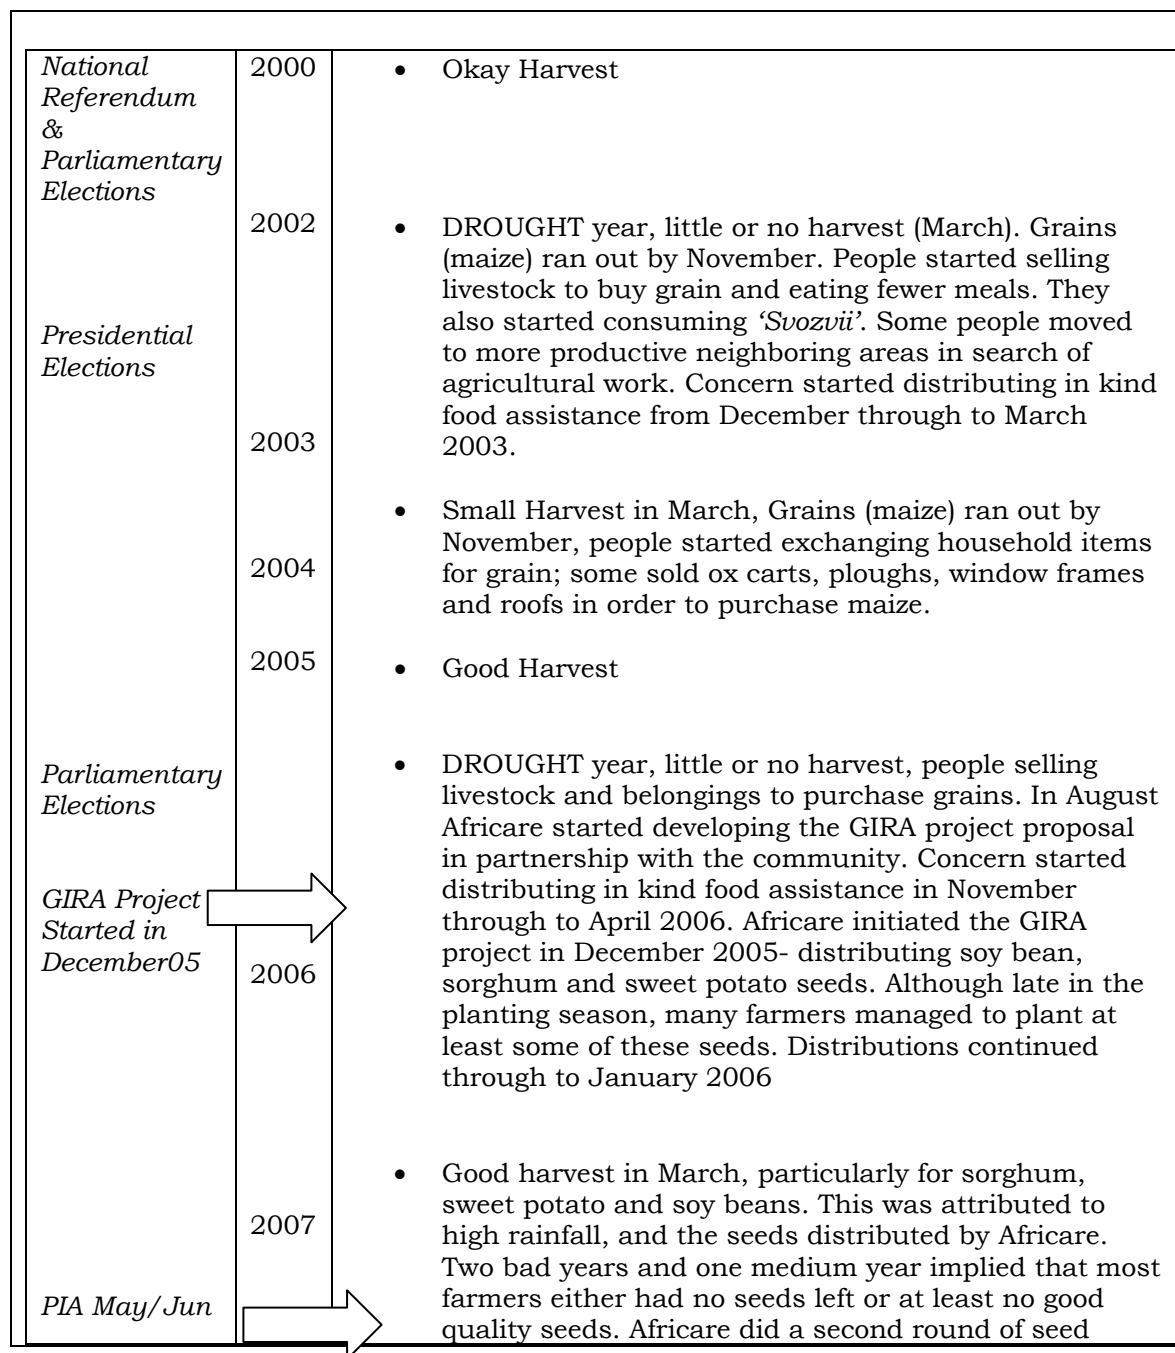 National
Referendum
&
Parliamentary
Elections
2000
• Okay Harvest
2002
• DROUGHT year, little or no harvest (March). Grains
(maize) ran out by November. People started selling
livestock to buy grain and eating fewer meals. They
also started consuming ‘Svozvii’. Some people moved
to more productive neighboring areas in search of
agricultural work. Concern started distributing in kind
food assistance from December through to March
2003.
Presidential
Elections
2003
• Small Harvest in March, Grains (maize) ran out by
November, people started exchanging household items
for grain; some sold ox carts, ploughs, window frames
and roofs in order to purchase maize.
2004
2005
• Good Harvest
Parliamentary
Elections
• DROUGHT year, little or no harvest, people selling
livestock and belongings to purchase grains. In August
Africare started developing the GIRA project proposal
in partnership with the community. Concern started
distributing in kind food assistance in November
through to April 2006. Africare initiated the GIRA
project in December 2005- distributing soy bean,
sorghum and sweet potato seeds. Although late in the
planting season, many farmers managed to plant at
least some of these seeds. Distributions continued
through to January 2006
GIRA Project
Started in
December05
2006
• Good harvest in March, particularly for sorghum,
sweet potato and soy beans. This was attributed to
high rainfall, and the seeds distributed by Africare.
Two bad years and one medium year implied that most
farmers either had no seeds left or at least no good
quality seeds. Africare did a second round of seed
2007
PIA May/Jun